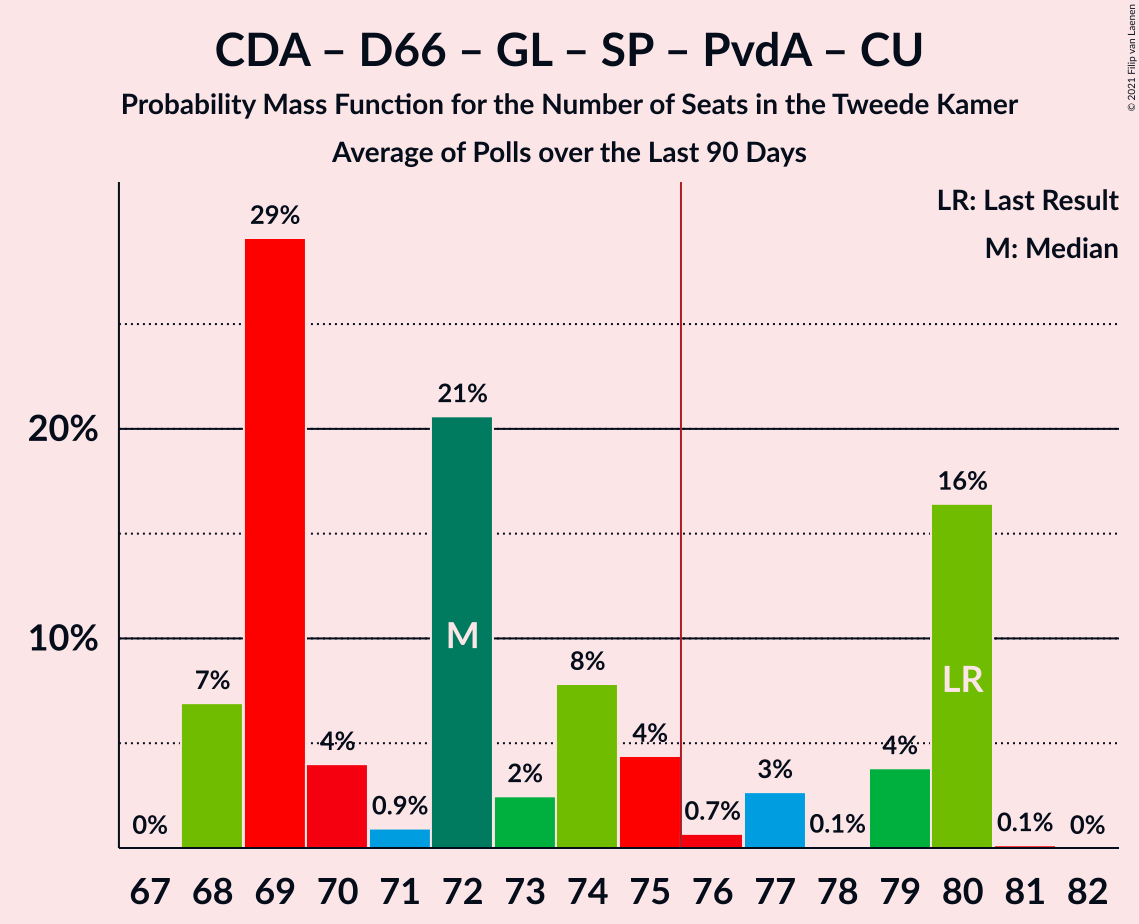 CDA – D66 – GL – SP – PvdA – CU
Probability Mass Function for the Number of Seats in the Tweede Kamer
Average of Polls over the Last 90 Days
© 2021 Filip van Laenen
LR: Last Result
M: Median
20%
10%
0%
7%
29%
4%
0.9%
21%
2%
8%
4%
0.7%
3%
0.1%
4%
16%
0.1%
0%
M
LR
67 68 69 70 71 72 73 74 75 76 77 78 79 80 81 82